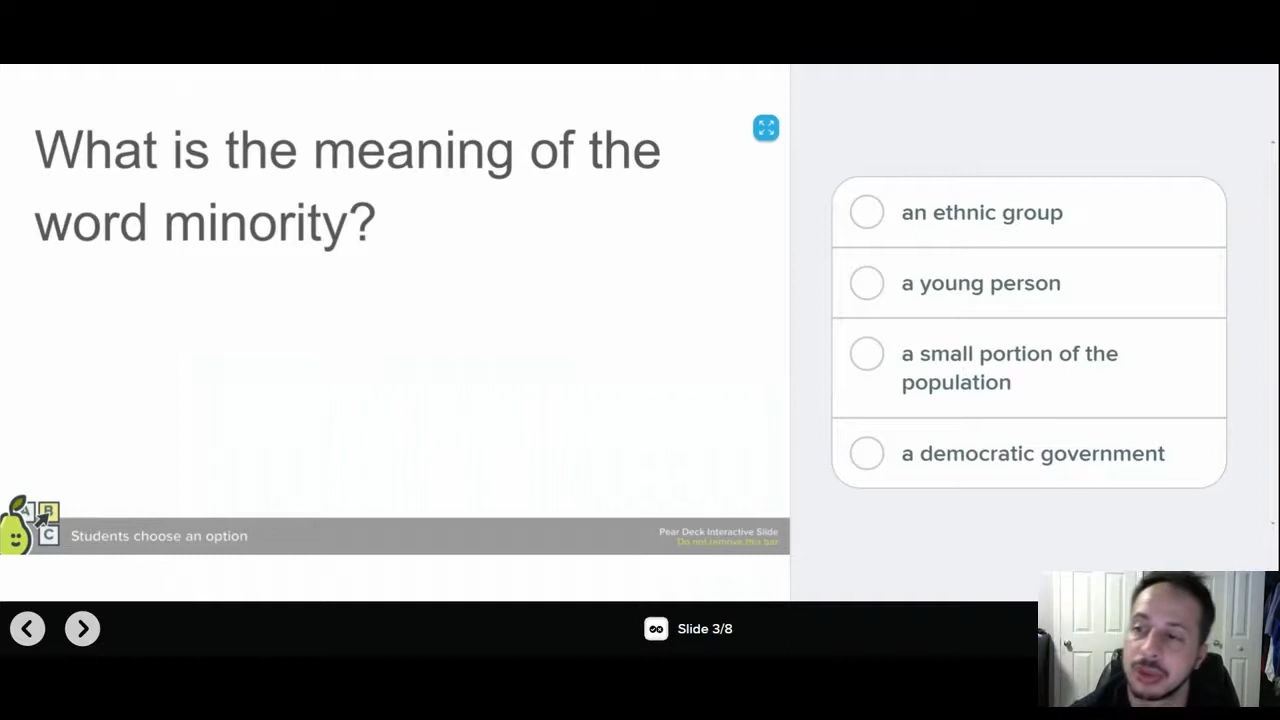 What is the meaning of the
word minority?
an ethnic group
a young person
a small portion of the
population
a democratic government
A B
C
Students choose an option
Pear Deck Interactive Slide
Do not remove this bar
Slide 3/8